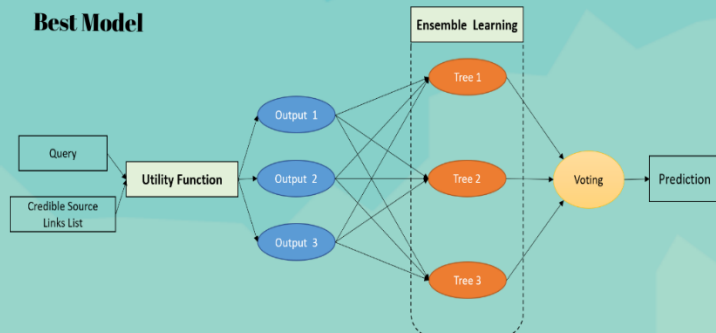 Best Model
Ensemble Learning
Tree 1
Output 1
Query
Utility Function
Output 2
Tree 2
Voting
Prediction
Credible Source
Links List
Output 3
Tree 3